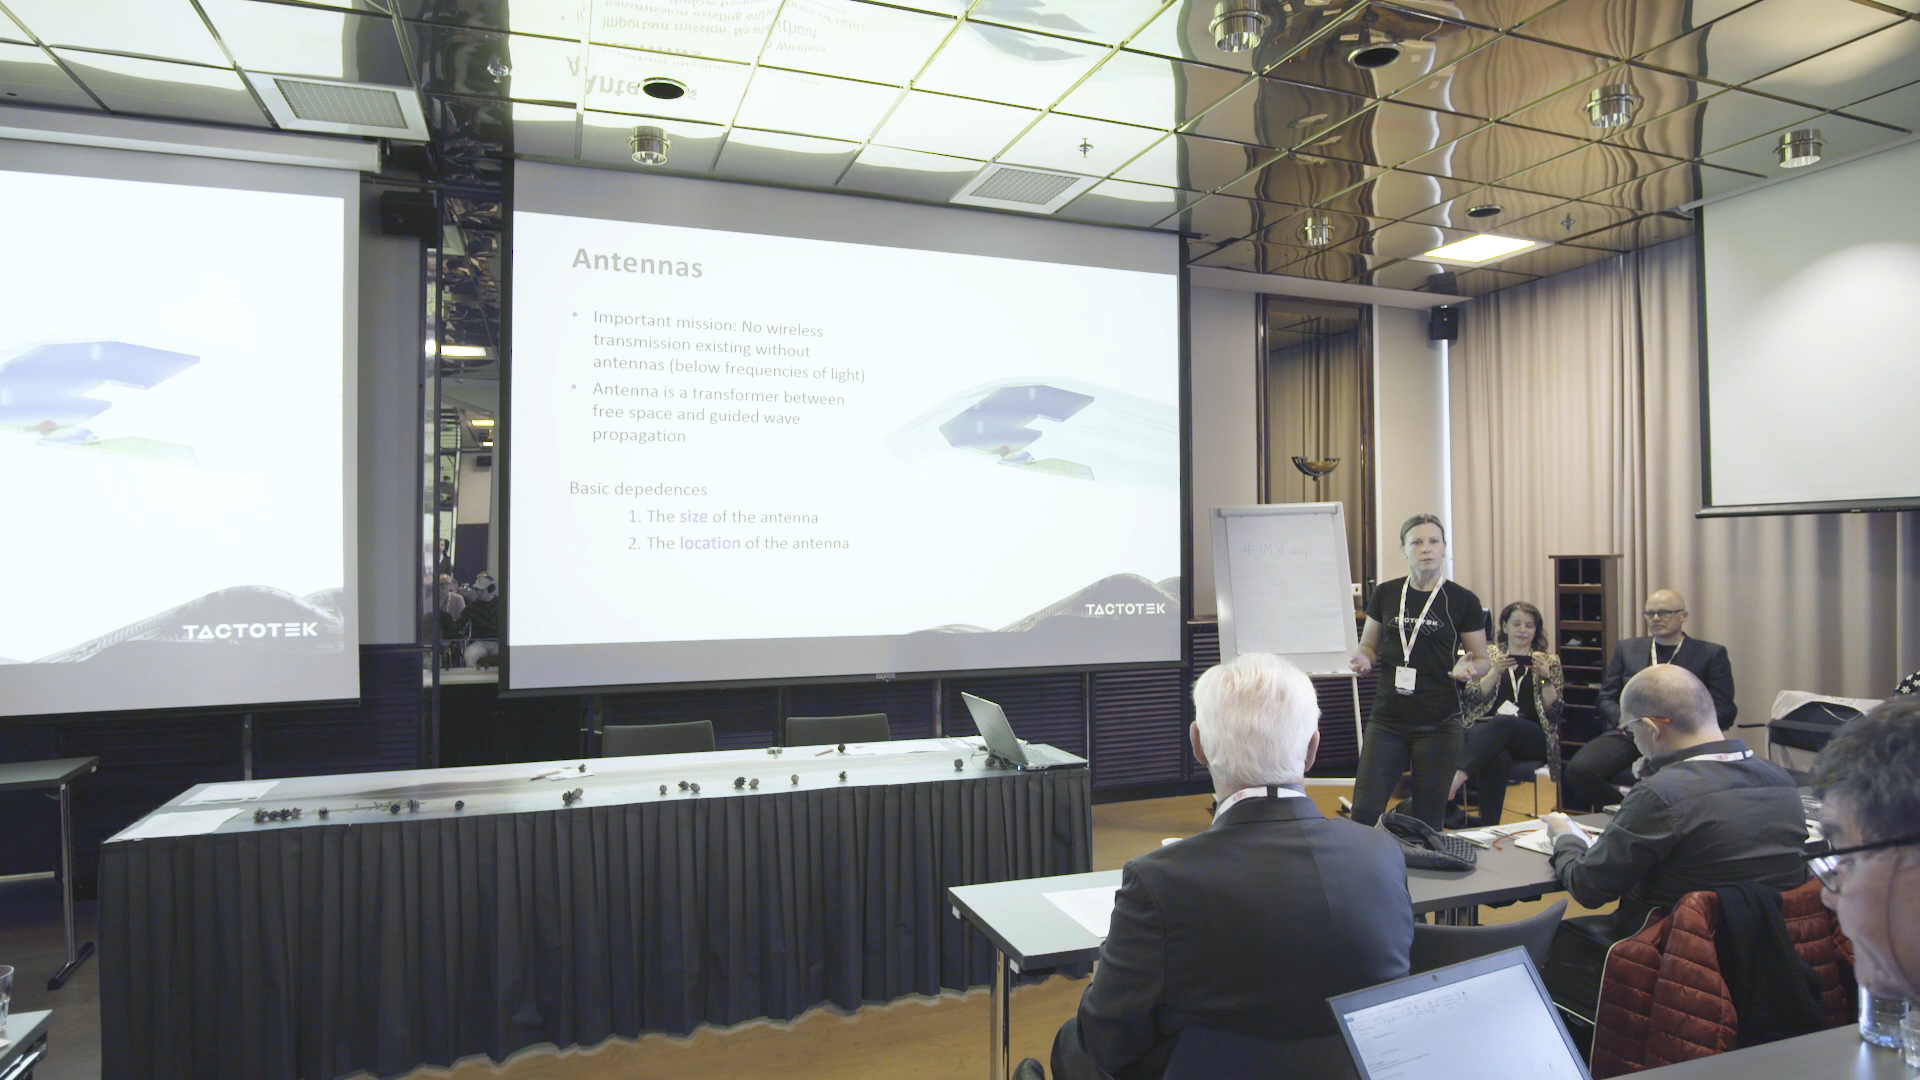 Antennas
• Important mission: No wireless
transmission existing without
antennas (below frequencies of light)
• Antenna is a transformer between
free space and guided wave
propagation
Basic depedences
1. The size of the antenna
2. The location of the antenna
TACTOTEK
TACTOTEK
TACTOTEK